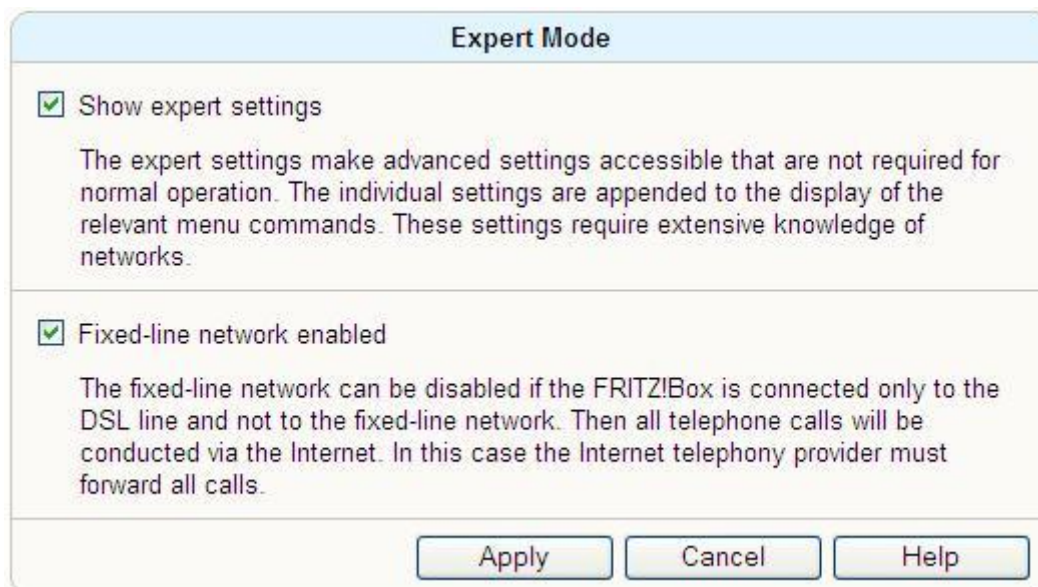 Expert Mode
Show expert settings
The expert settings make advanced settings accessible that are not required for
normal operation. The individual settings are appended to the display of the
relevant menu commands. These settings require extensive knowledge of
networks.
Fixed-line network enabled
The fixed-line network can be disabled if the FRITZ!Box is connected only to the
DSL line and not to the fixed-line network. Then all telephone calls will be
conducted via the Internet. In this case the Internet telephony provider must
forward all calls.
Apply Cancel Help